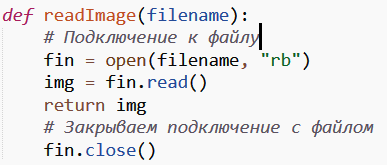 def readImage(filename):
    # Подключение к файлу
    fin = open(filename, "rb")
    img = fin.read()
    return img
    # Закрываем подключение с файлом
    fin.close()